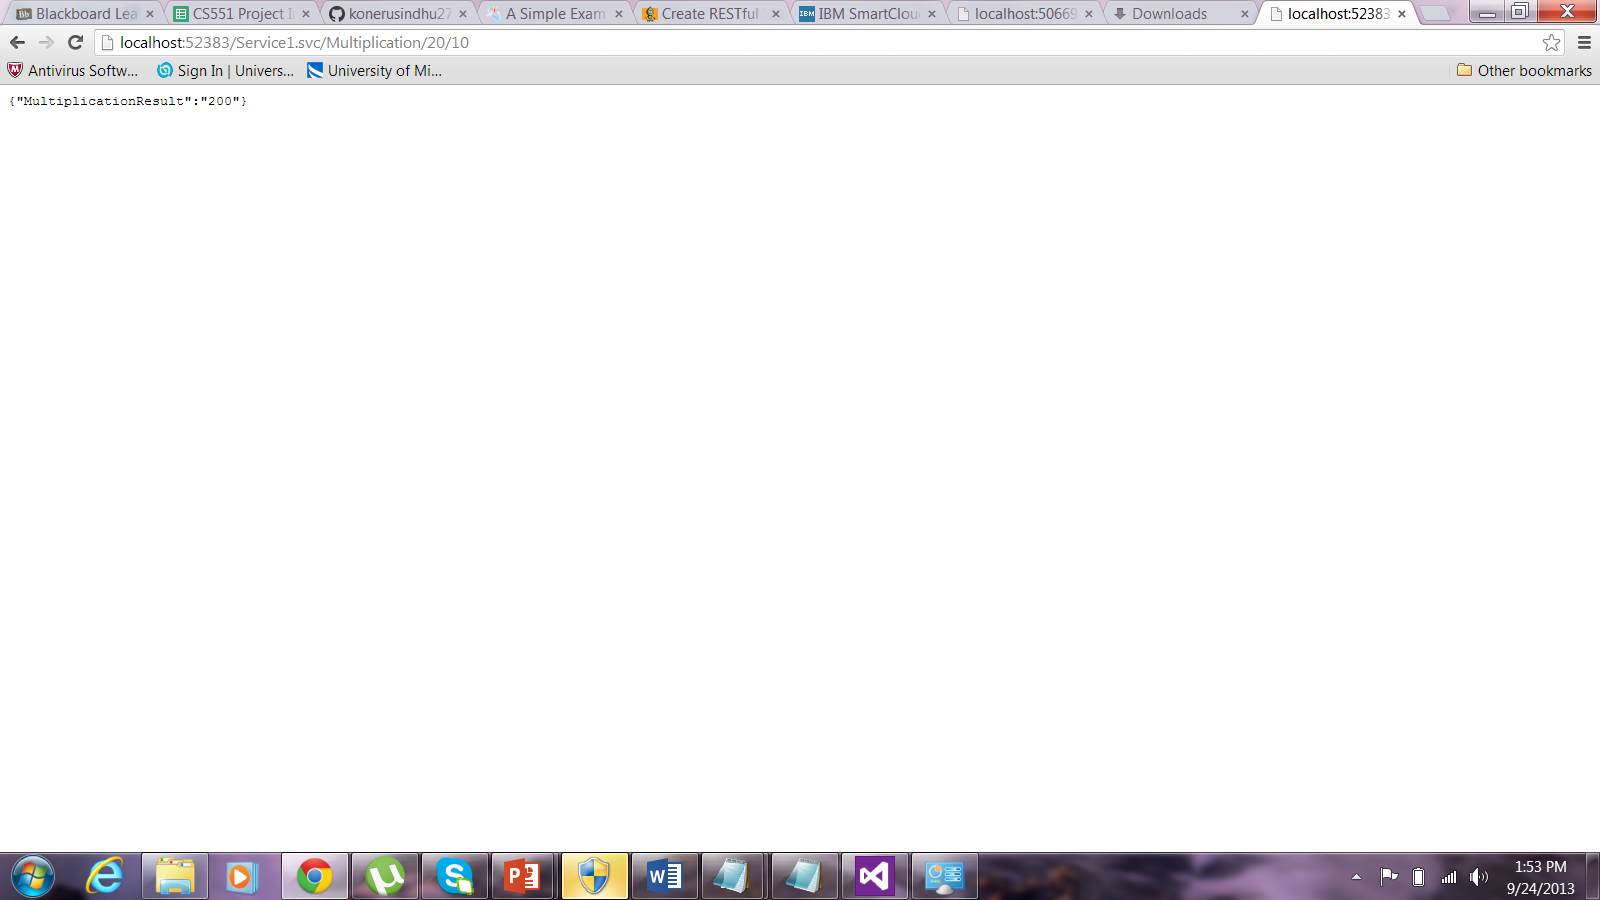 Blackboard Lea
CS551 Project I
konerusindhu27
A Simple Exam
Create RESTful
IBM SmartClou
localhost:50669
Downloads
localhost:52383
localhost:52383/Service1.svc/Multiplication/20/10
Antivirus Softw...
Sign In | Univers...
University of Mi...
Other bookmarks
{"MultiplicationResult":"200"}
1:53 PM
9/24/2013